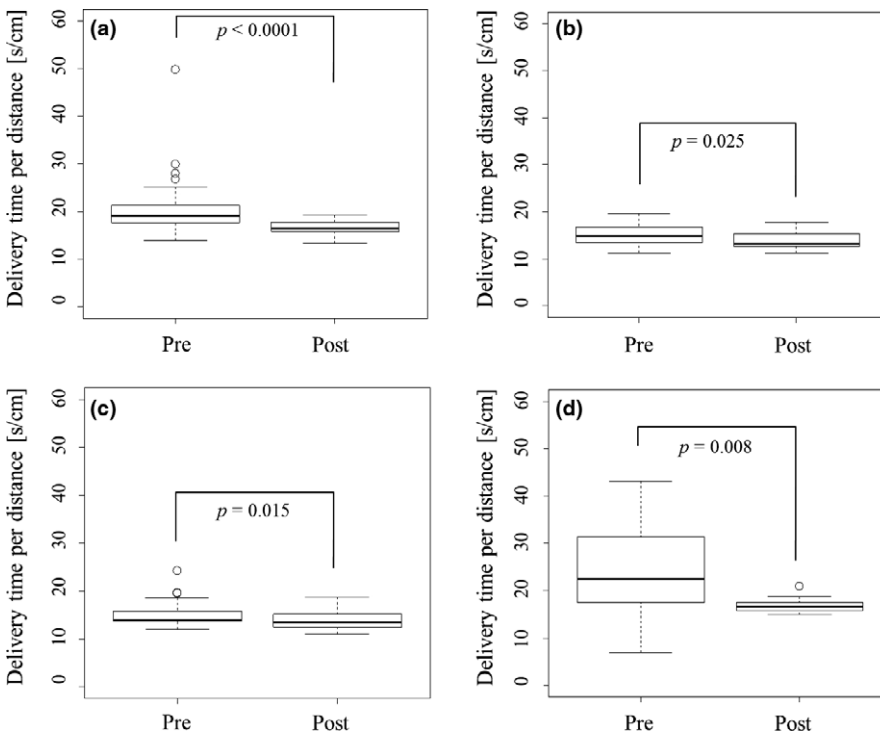 (a)
p < 0.0001
Delivery time per distance [s/cm]
60
50
40
30
20
10
0
Pre
Post
(b)
p = 0.025
Delivery time per distance [s/cm]
60
50
40
30
20
10
0
Pre
Post
(c)
p = 0.015
Delivery time per distance [s/cm]
60
50
40
30
20
10
0
Pre
Post
(d)
p = 0.008
Delivery time per distance [s/cm]
60
50
40
30
20
10
0
Pre
Post